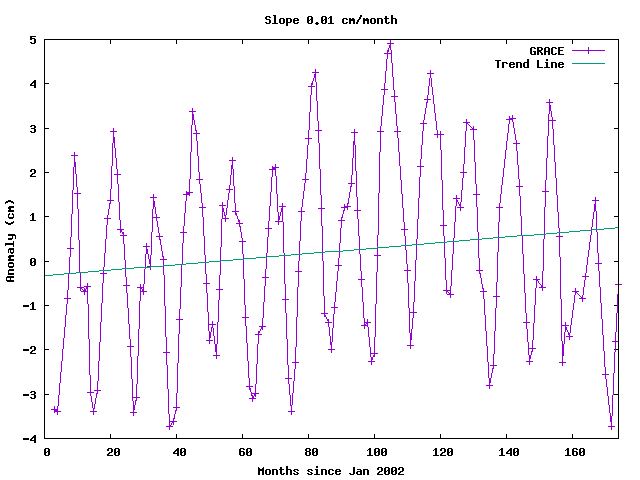 Slope 0.01 cm/month
GRACE
Trend Line
Anomaly (cm)
5
4
3
2
1
0
-1
-2
-3
-4
0 20 40 60 80 100 120 140 160
Months since Jan 2002